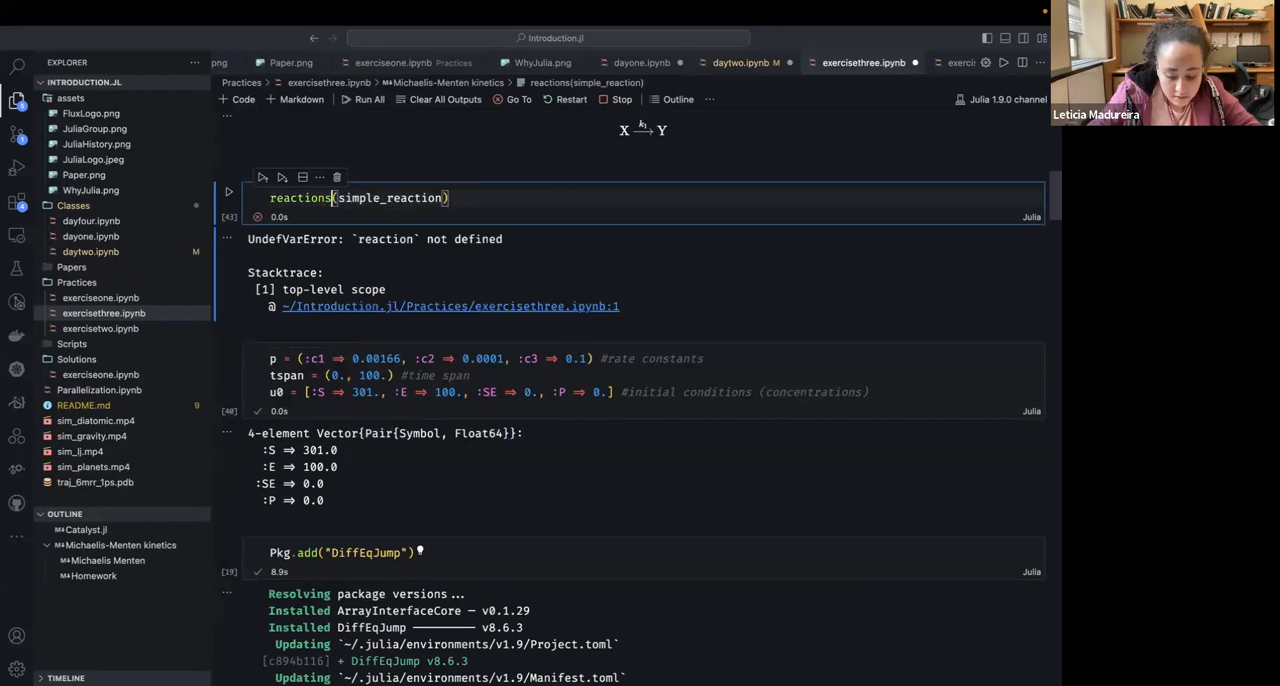 Introduction.jl
EXPLORER
png
Paper.png
exerciseone.ipynb Practices
WhyJulia.png
dayone.ipynb
daytwo.ipynb M
exercisethree.ipynb
exerci
Practices > exercisethree.ipynb > M↓Michaelis-Menten kinetics > reactions(simple_reaction)
+ Code + Markdown Run All Clear All Outputs Go To Restart Stop Outline ... Julia 1.9.0 channel
INTRODUCTION.JL
assets
FluxLogo.png
JuliaGroup.png
JuliaHistory.png
JuliaLogo.jpeg
Paper.png
WhyJulia.png
Classes
dayfour.ipynb
dayone.ipynb
daytwo.ipynb M
Papers
Practices
exerciseone.ipynb
exercisethree.ipynb
exercisetwo.ipynb
Scripts
Solutions
exerciseone.ipynb
Parallelization.ipynb
README.md 9
sim_diatomic.mp4
sim_gravity.mp4
sim_lj.mp4
sim_planets.mp4
traj_6mrr_1ps.pdb
OUTLINE
M↓Catalyst.jl
M↓Michaelis-Menten kinetics
M↓Michaelis Menten
M↓Homework
TIMELINE
5
1
4
X k₁→ Y
reactions(simple_reaction)
[43] 0.0s Julia
UndefVarError: `reaction` not defined
Stacktrace:
[1] top-level scope
@ ~/Introduction.jl/Practices/exercisethree.ipynb:1
p = (:c1 => 0.00166, :c2 => 0.0001, :c3 => 0.1) #rate constants
tspan = (0., 100.) #time span
u0 = [:S => 301., :E => 100., :SE => 0., :P => 0.] #initial conditions (concentrations)
[40] 0.0s Julia
4-element Vector{Pair{Symbol, Float64}}:
:S => 301.0
:E => 100.0
:SE => 0.0
:P => 0.0
Pkg.add("DiffEqJump")
[19] 8.9s Julia
Resolving package versions...
Installed ArrayInterfaceCore — v0.1.29
Installed DiffEqJump ───────── v8.6.3
Updating `~/.julia/environments/v1.9/Project.toml`
[c894b116] + DiffEqJump v8.6.3
Updating `~/.julia/environments/v1.9/Manifest.toml`
Leticia Madureira